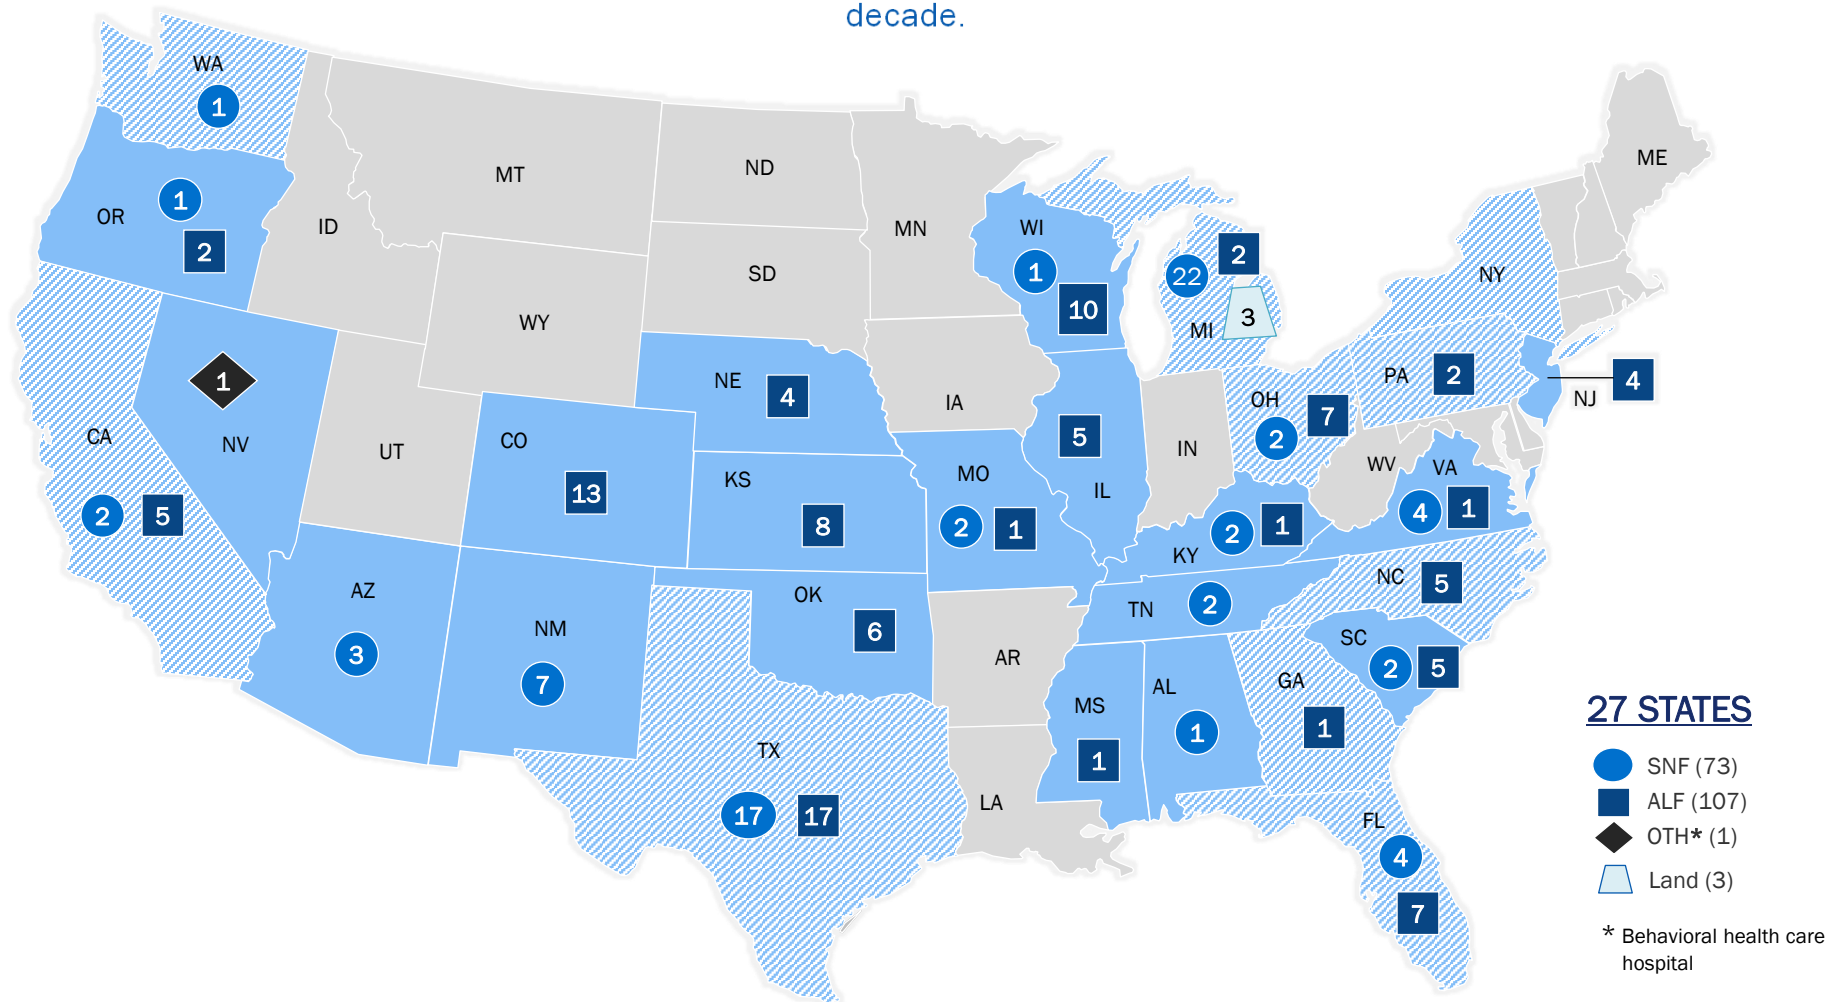 decade.
WA
1
MT
ND
ME
OR
1
2
ID
MN
WI
1
10
2
22
MI
3
NY
SD
WY
NE
4
IA
PA
2
4
NJ
OH
2
7
1
NV
CA
2
5
UT
CO
13
KS
8
MO
2
1
5
IL
IN
WV
VA
4
1
KY
2
1
AZ
3
NM
7
OK
6
AR
TN
2
NC
5
SC
2
5
TX
17
17
LA
MS
1
AL
1
GA
1
FL
4
7
27 STATES
SNF (73)
ALF (107)
OTH* (1)
Land (3)
* Behavioral health care
hospital